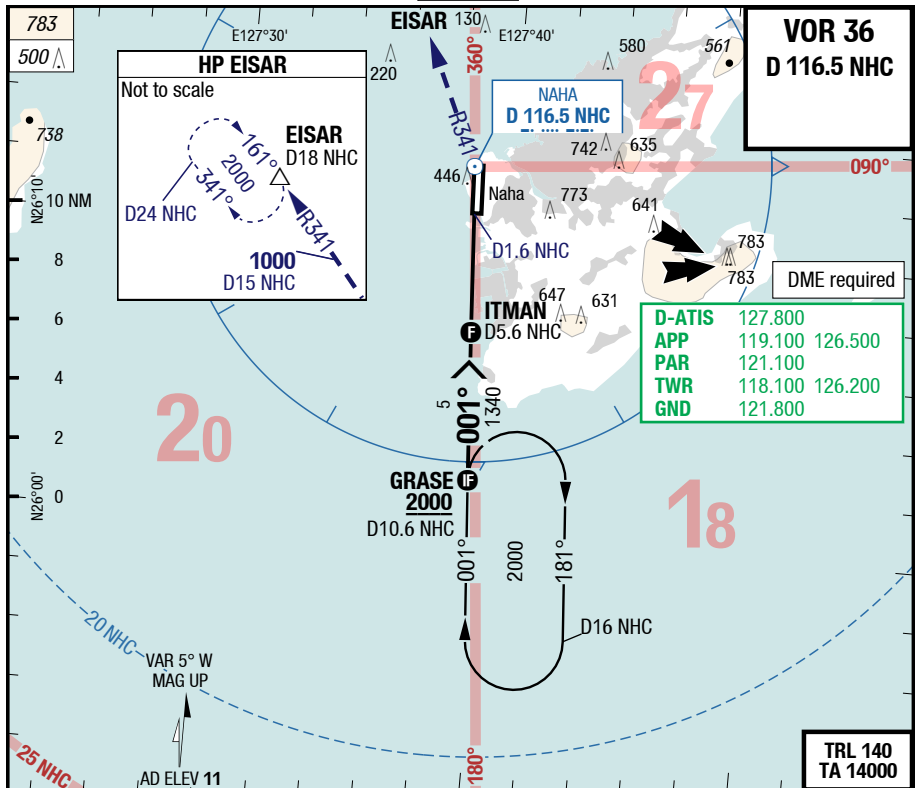 783
500
E127°30'
EISAR
130
E127°40'
360°
580
561
27
VOR 36
D 116.5 NHC
HP EISAR
Not to scale
220
EISAR
D18 NHC
161°
2000
341°
D24 NHC
R341
1000
D15 NHC
738
N26°10'
10 NM
8
6
4
2
0
N26°00'
R341
NAHA
D 116.5 NHC
742
635
446
Naha
773
641
090°
783
783
D1.6 NHC
DME required
647
631
ITMAN
F
D5.6 NHC
D-ATIS 127.800
APP 119.100 126.500
PAR 121.100
TWR 118.100 126.200
GND 121.800
5
001°
1340
20
GRASE
IF
2000
D10.6 NHC
18
001°
2000
181°
D16 NHC
20 NHC
VAR 5° W
MAG UP
25 NHC
AD ELEV 11
180°
TRL 140
TA 14000